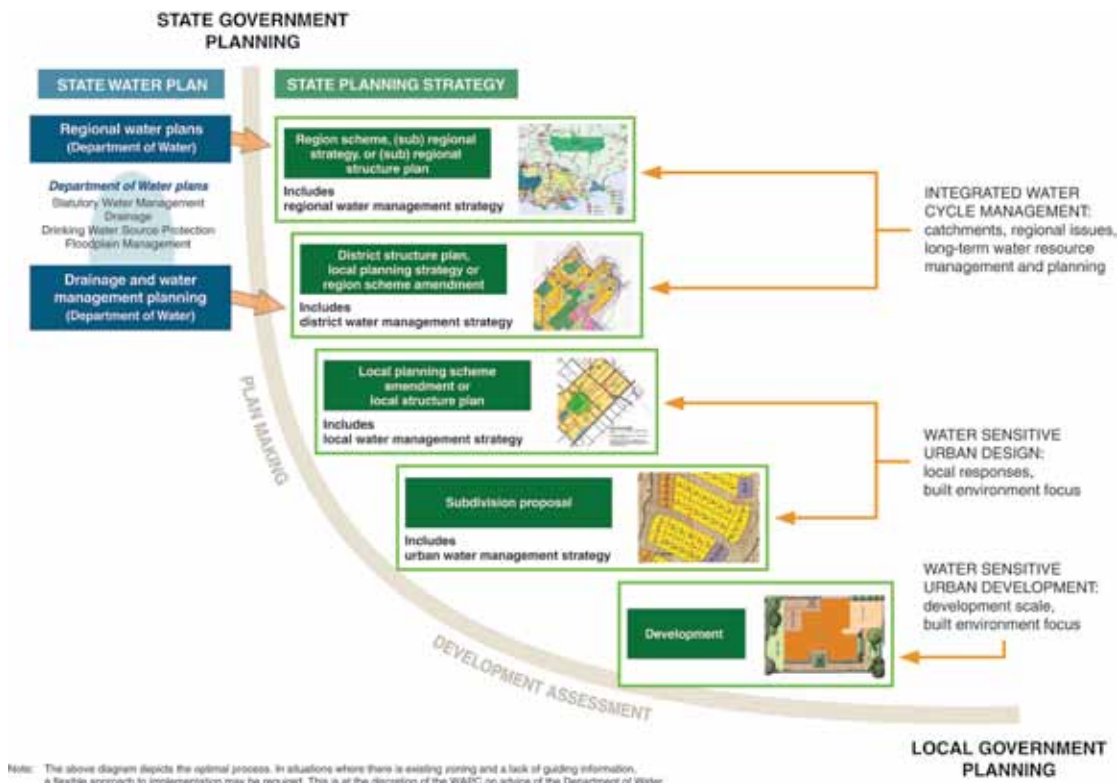 STATE GOVERNMENT
PLANNING
STATE WATER PLAN
STATE PLANNING STRATEGY
Regional water plans
(Department of Water)
Department of Water plans
Statutory Water Management
Drainage
Drinking Water Source Protection
Floodplain Management
Drainage and water
management planning
(Department of Water)
Region scheme, (sub) regional
strategy, or (sub) regional
structure plan
Includes
regional water management strategy
District structure plan,
local planning strategy or
region scheme amendment
Includes
district water management strategy
Local planning scheme
amendment or
local structure plan
Includes
local water management strategy
Subdivision proposal
Includes
urban water management strategy
Development
PLAN MAKING
DEVELOPMENT ASSESSMENT
INTEGRATED WATER
CYCLE MANAGEMENT:
catchments, regional issues,
long-term water resource
management and planning
WATER SENSITIVE
URBAN DESIGN:
local responses,
built environment focus
WATER SENSITIVE
URBAN DEVELOPMENT:
development scale,
built environment focus
LOCAL GOVERNMENT
PLANNING
Note: The above diagram depicts the optimal process. In situations where there is existing zoning and a lack of guiding information,
a flexible approach to implementation may be required. This is at the discretion of the WAPC on advice of the Department of Water.